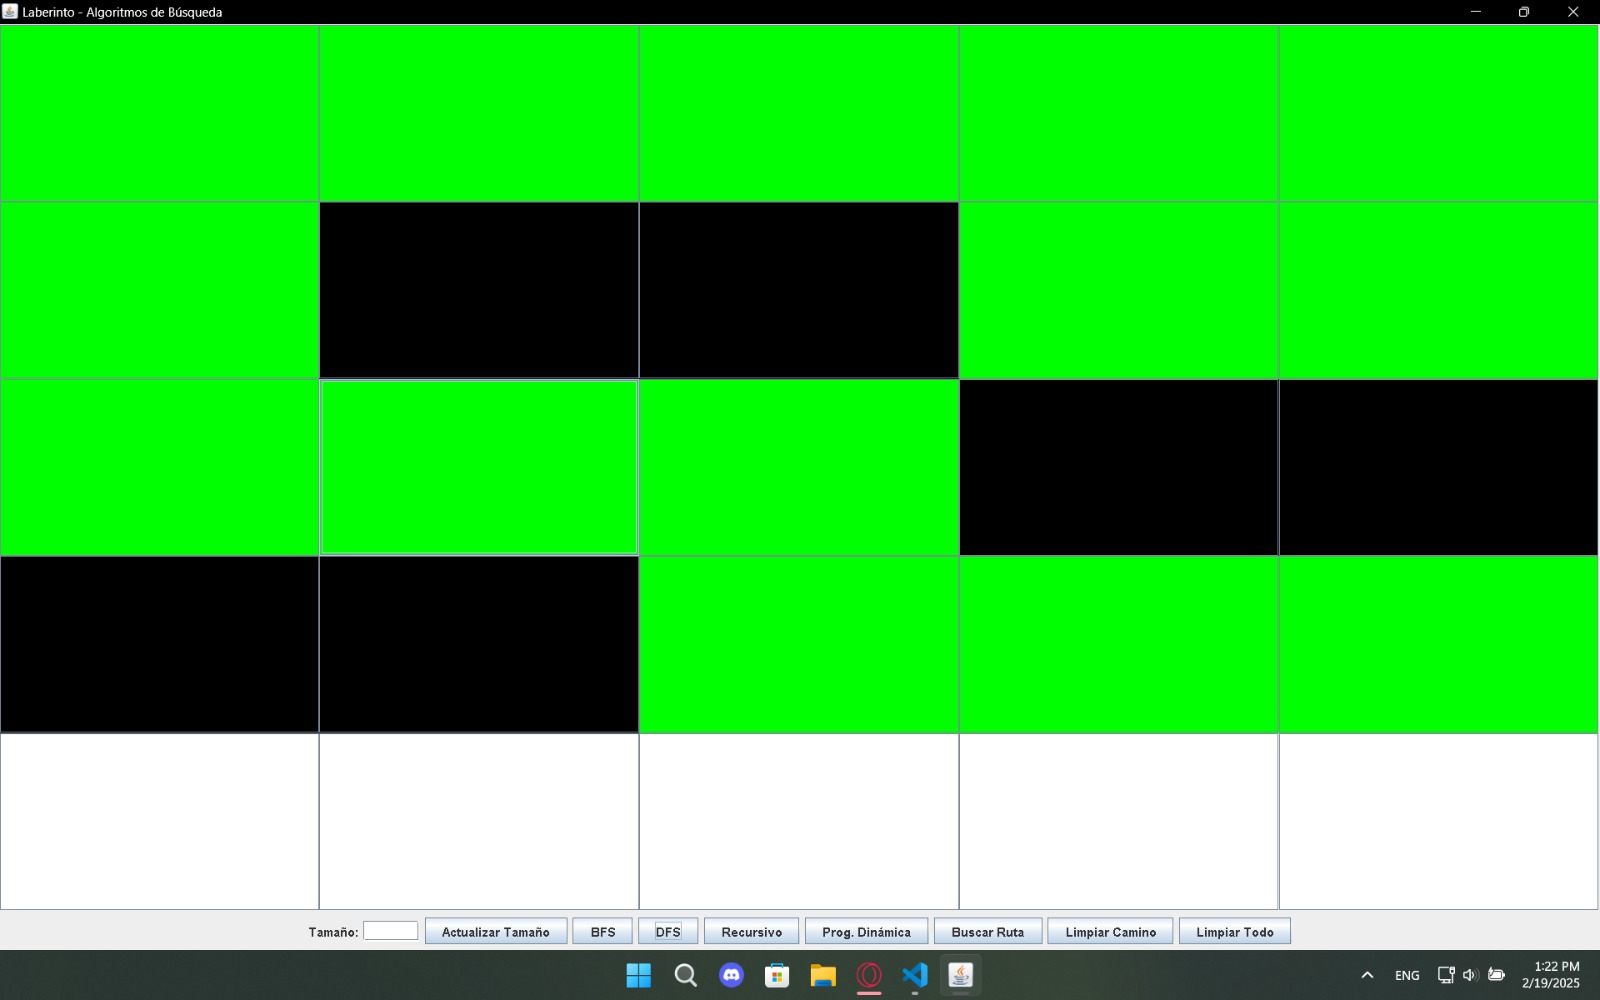 Laberinto - Algoritmos de Búsqueda
Tamaño: Actualizar Tamaño BFS DFS Recursivo Prog. Dinámica Buscar Ruta Limpiar Camino Limpiar Todo
ENG 1:22 PM
2/19/2025